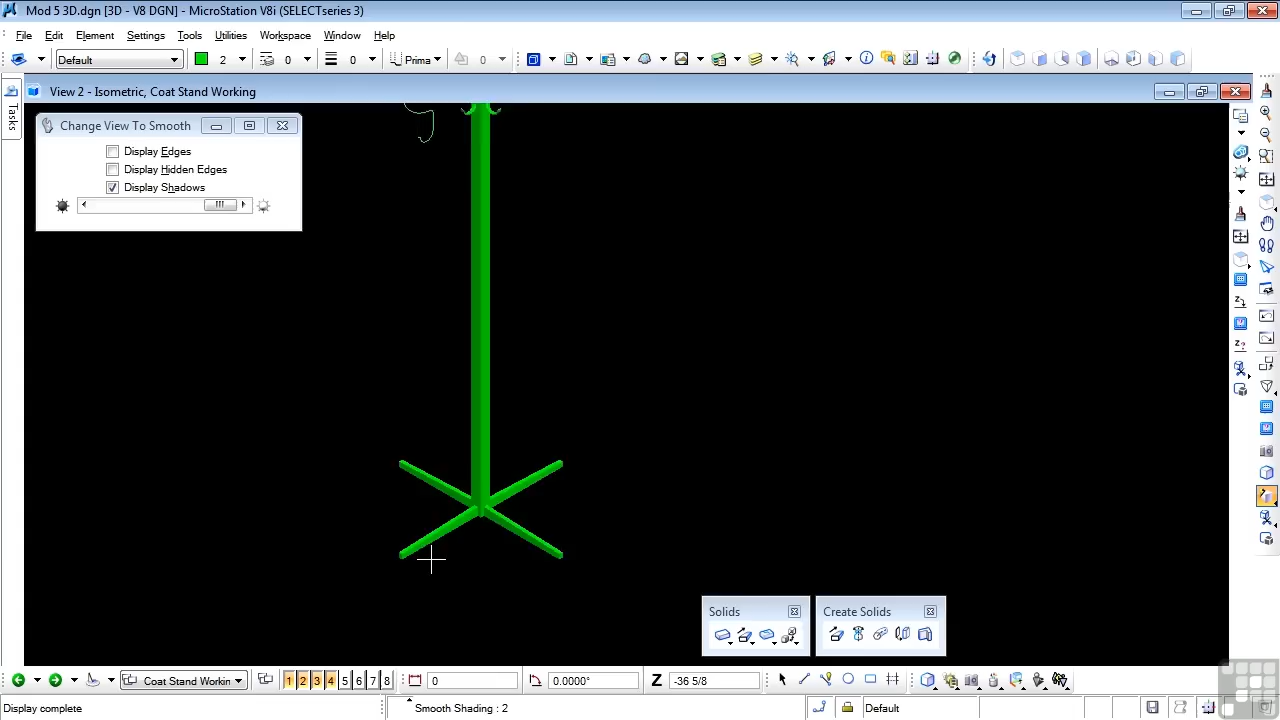 Mod 5 3D.dgn [3D - V8 DGN] - MicroStation V8i (SELECTseries 3)
File Edit Element Settings Tools Utilities Workspace Window Help
Default 2 0 0 Prima 0
View 2 - Isometric, Coat Stand Working
Tasks
Change View To Smooth
Display Edges
Display Hidden Edges
Display Shadows
Solids
Create Solids
Coat Stand Workin 1 2 3 4 5 6 7 8 0 0.0000° Z -36 5/8
Display complete Smooth Shading : 2 Default